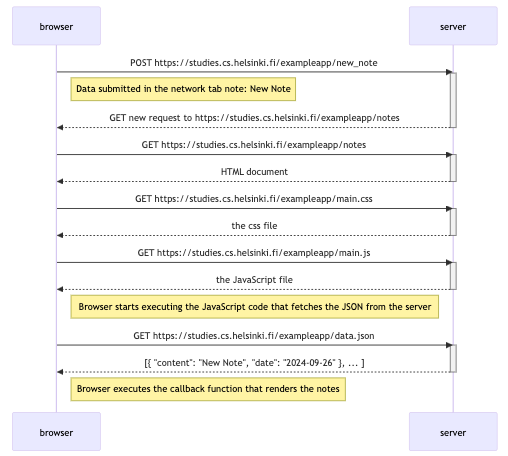 browser
server
POST https://studies.cs.helsinki.fi/exampleapp/new_note
Data submitted in the network tab note: New Note
GET new request to https://studies.cs.helsinki.fi/exampleapp/notes
GET https://studies.cs.helsinki.fi/exampleapp/notes
HTML document
GET https://studies.cs.helsinki.fi/exampleapp/main.css
the css file
GET https://studies.cs.helsinki.fi/exampleapp/main.js
the JavaScript file
Browser starts executing the JavaScript code that fetches the JSON from the server
GET https://studies.cs.helsinki.fi/exampleapp/data.json
[{ "content": "New Note", "date": "2024-09-26" }, ... ]
Browser executes the callback function that renders the notes
browser
server